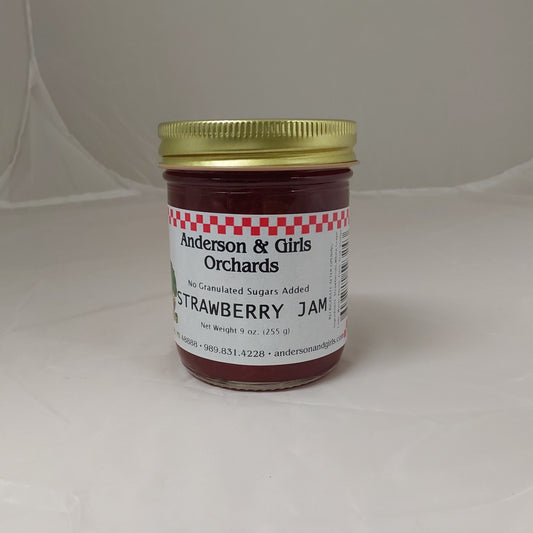 Anderson & Girls
Orchards
No Granulated Sugars Added
STRAWBERRY JAM
Net Weight 9 oz. (255 g)
48888 • 989.831.4228 • andersonandgirls.com